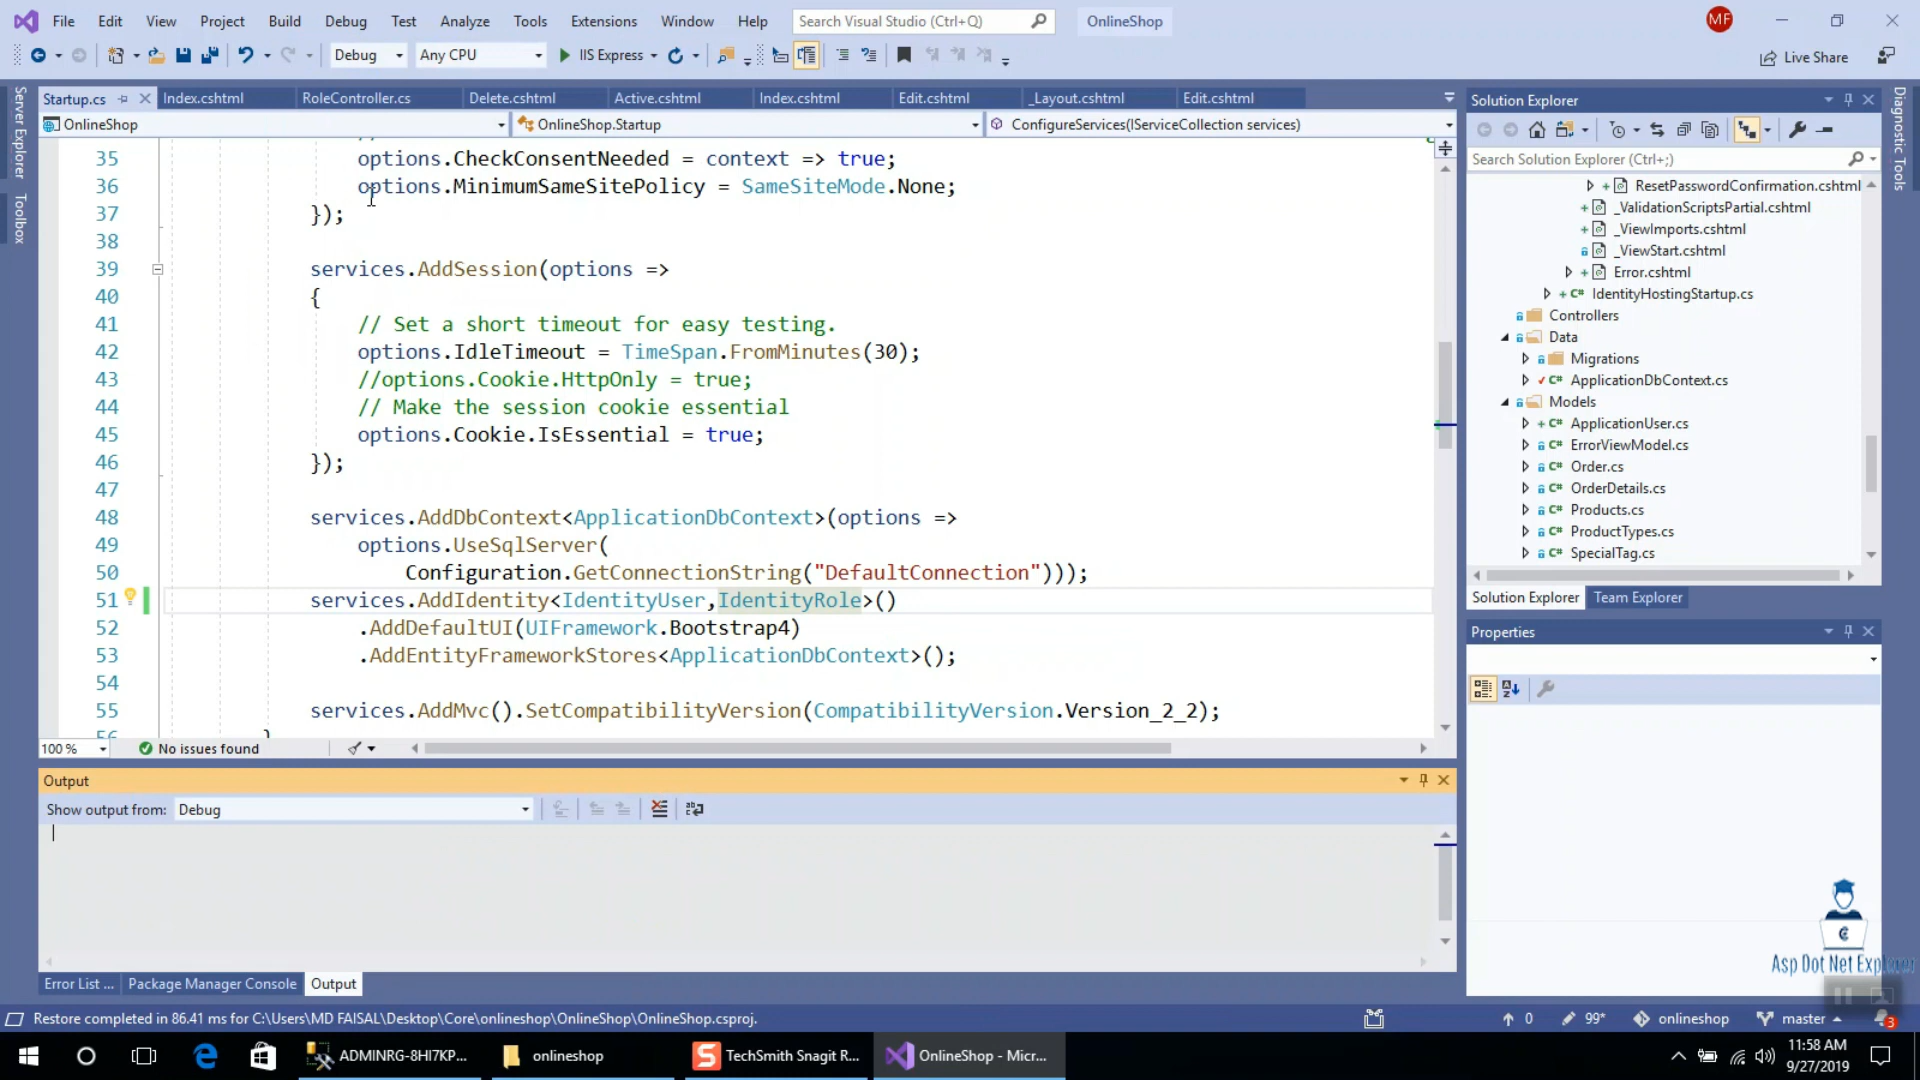 File Edit View Project Build Debug Test Analyze Tools Extensions Window Help Search Visual Studio (Ctrl+Q) OnlineShop MF
Debug Any CPU IIS Express Live Share
Server Explorer
Toolbox
Startup.cs Index.cshtml RoleController.cs Delete.cshtml Active.cshtml Index.cshtml Edit.cshtml _Layout.cshtml Edit.cshtml
OnlineShop OnlineShop.Startup ConfigureServices(IServiceCollection services)
35 options.CheckConsentNeeded = context => true;
36 options.MinimumSameSitePolicy = SameSiteMode.None;
37 });
38
39 services.AddSession(options =>
40 {
41 // Set a short timeout for easy testing.
42 options.IdleTimeout = TimeSpan.FromMinutes(30);
43 //options.Cookie.HttpOnly = true;
44 // Make the session cookie essential
45 options.Cookie.IsEssential = true;
46 });
47
48 services.AddDbContext<ApplicationDbContext>(options =>
49 options.UseSqlServer(
50 Configuration.GetConnectionString("DefaultConnection")));
51 services.AddIdentity<IdentityUser,IdentityRole>()
52 .AddDefaultUI(UIFramework.Bootstrap4)
53 .AddEntityFrameworkStores<ApplicationDbContext>();
54
55 services.AddMvc().SetCompatibilityVersion(CompatibilityVersion.Version_2_2);
56 }
100 % No issues found
Output
Show output from: Debug
Error List ... Package Manager Console Output
Solution Explorer
Search Solution Explorer (Ctrl+;)
ResetPasswordConfirmation.cshtml
_ValidationScriptsPartial.cshtml
_ViewImports.cshtml
_ViewStart.cshtml
Error.cshtml
IdentityHostingStartup.cs
Controllers
Data
Migrations
ApplicationDbContext.cs
Models
ApplicationUser.cs
ErrorViewModel.cs
Order.cs
OrderDetails.cs
Products.cs
ProductTypes.cs
SpecialTag.cs
Solution Explorer Team Explorer
Properties
Diagnostic Tools
Asp Dot Net Explorer
Restore completed in 86.41 ms for C:\Users\MD FAISAL\Desktop\Core\onlineshop\OnlineShop\OnlineShop.csproj.
0 99* onlineshop master 3
ADMINRG-8HI7KP... onlineshop TechSmith Snagit R... OnlineShop - Micr...
11:58 AM
9/27/2019